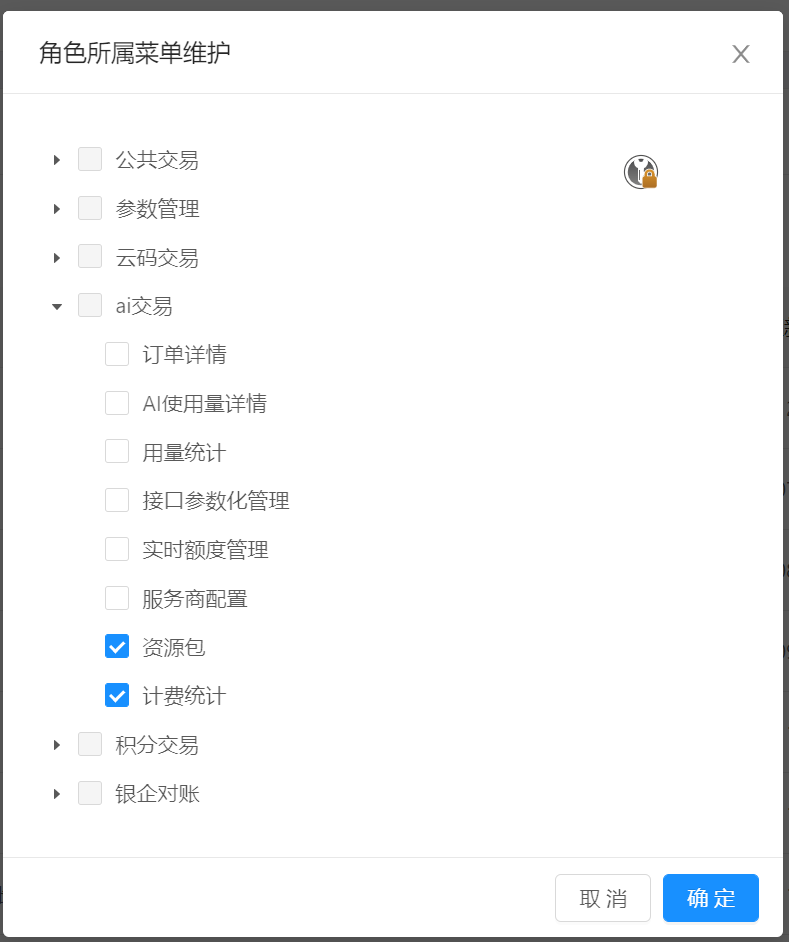 角色所属菜单维护
公共交易
参数管理
云码交易
ai交易
订单详情
AI使用量详情
用量统计
接口参数化管理
实时额度管理
服务商配置
资源包
计费统计
积分交易
银企对账
取 消
确 定